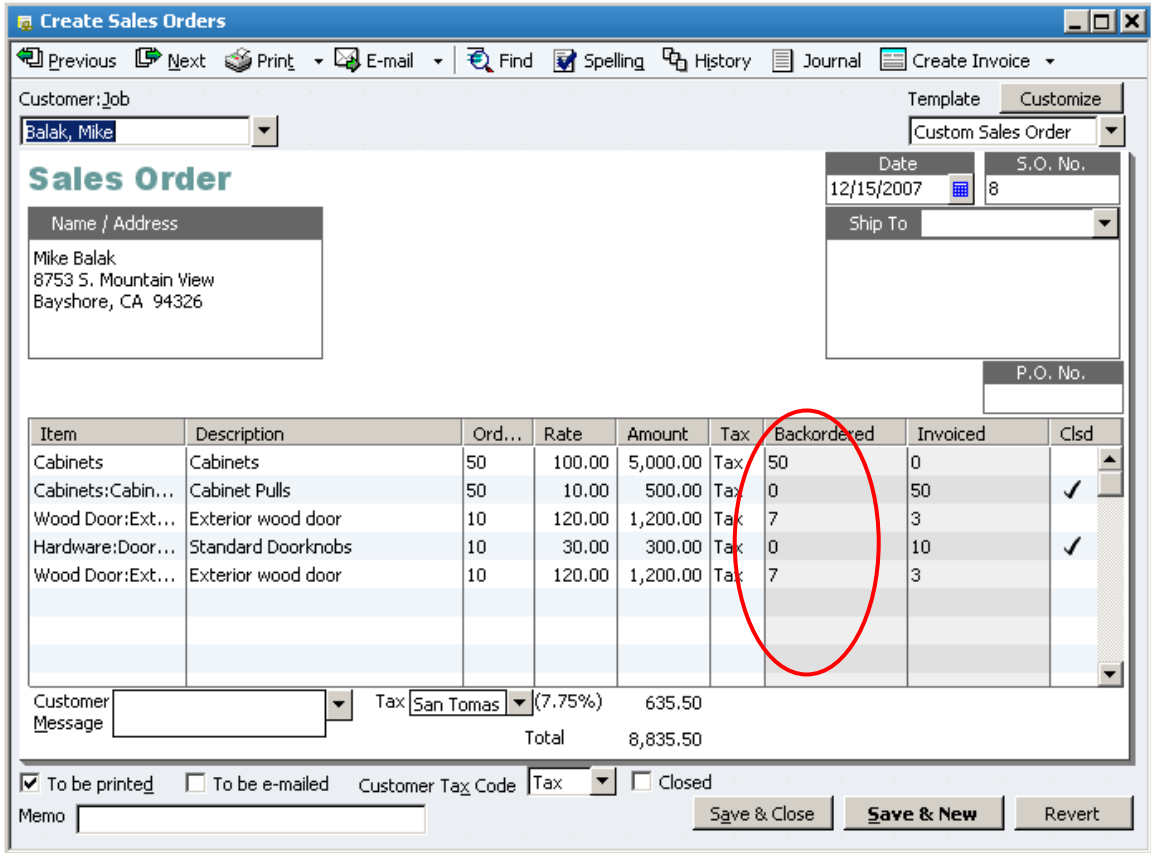 Create Sales Orders
Previous Next Print E-mail Find Spelling History Journal Create Invoice
Customer:Job Template Customize
Balak, Mike Custom Sales Order
Sales Order Date S.O. No.
12/15/2007 8
Name / Address Ship To
Mike Balak
8753 S. Mountain View
Bayshore, CA 94326
P.O. No.
Item Description Ord... Rate Amount Tax Backordered Invoiced Clsd
Cabinets Cabinets 50 100.00 5,000.00 Tax 50 0
Cabinets:Cabin... Cabinet Pulls 50 10.00 500.00 Tax 0 50 ✓
Wood Door:Ext... Exterior wood door 10 120.00 1,200.00 Tax 7 3
Hardware:Door... Standard Doorknobs 10 30.00 300.00 Tax 0 10 ✓
Wood Door:Ext... Exterior wood door 10 120.00 1,200.00 Tax 7 3
Customer Message Tax San Tomas (7.75%) 635.50
Total 8,835.50
To be printed To be e-mailed Customer Tax Code Tax Closed
Memo Save & Close Save & New Revert